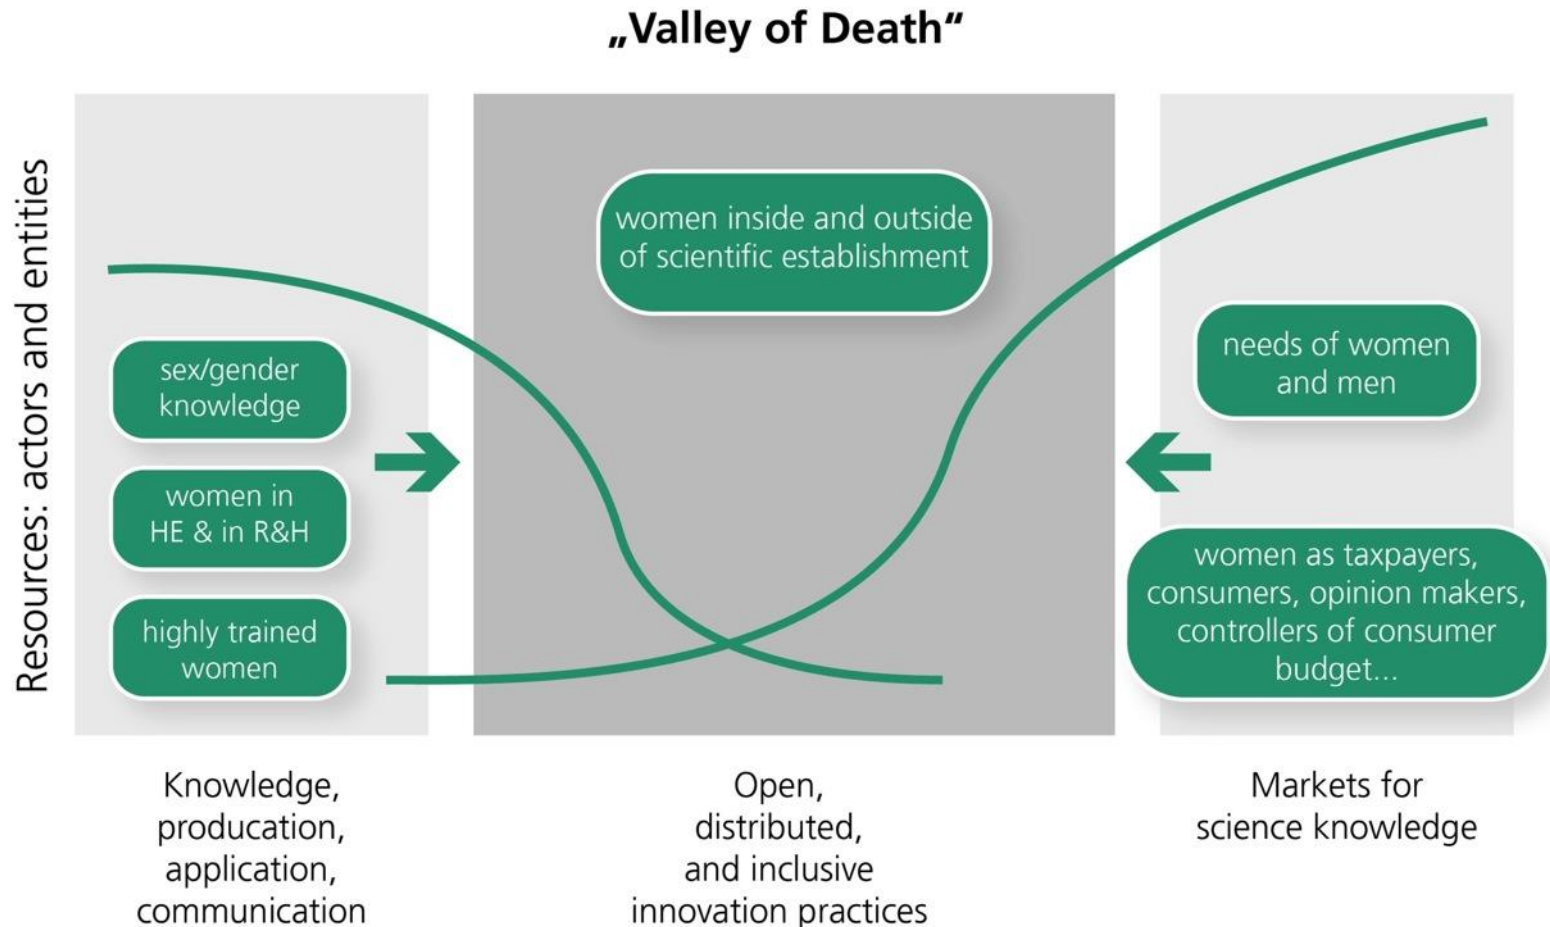 „Valley of Death“
Resources: actors and entities
sex/gender
knowledge
women in
HE & in R&H
highly trained
women
women inside and outside
of scientific establishment
needs of women
and men
women as taxpayers,
consumers, opinion makers,
controllers of consumer
budget...
Knowledge,
producation,
application,
communication
Open,
distributed,
and inclusive
innovation practices
Markets for
science knowledge